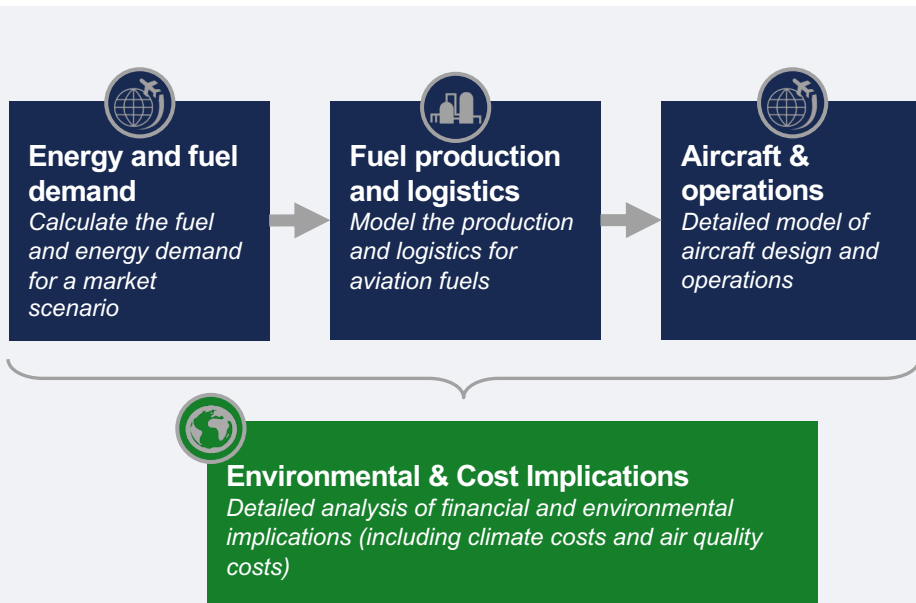 Energy and fuel
demand
Calculate the fuel
and energy demand
for a market
scenario
Fuel production
and logistics
Model the production
and logistics for
aviation fuels
Aircraft &
operations
Detailed model of
aircraft design and
operations
Environmental & Cost Implications
Detailed analysis of financial and environmental
implications (including climate costs and air quality
costs)